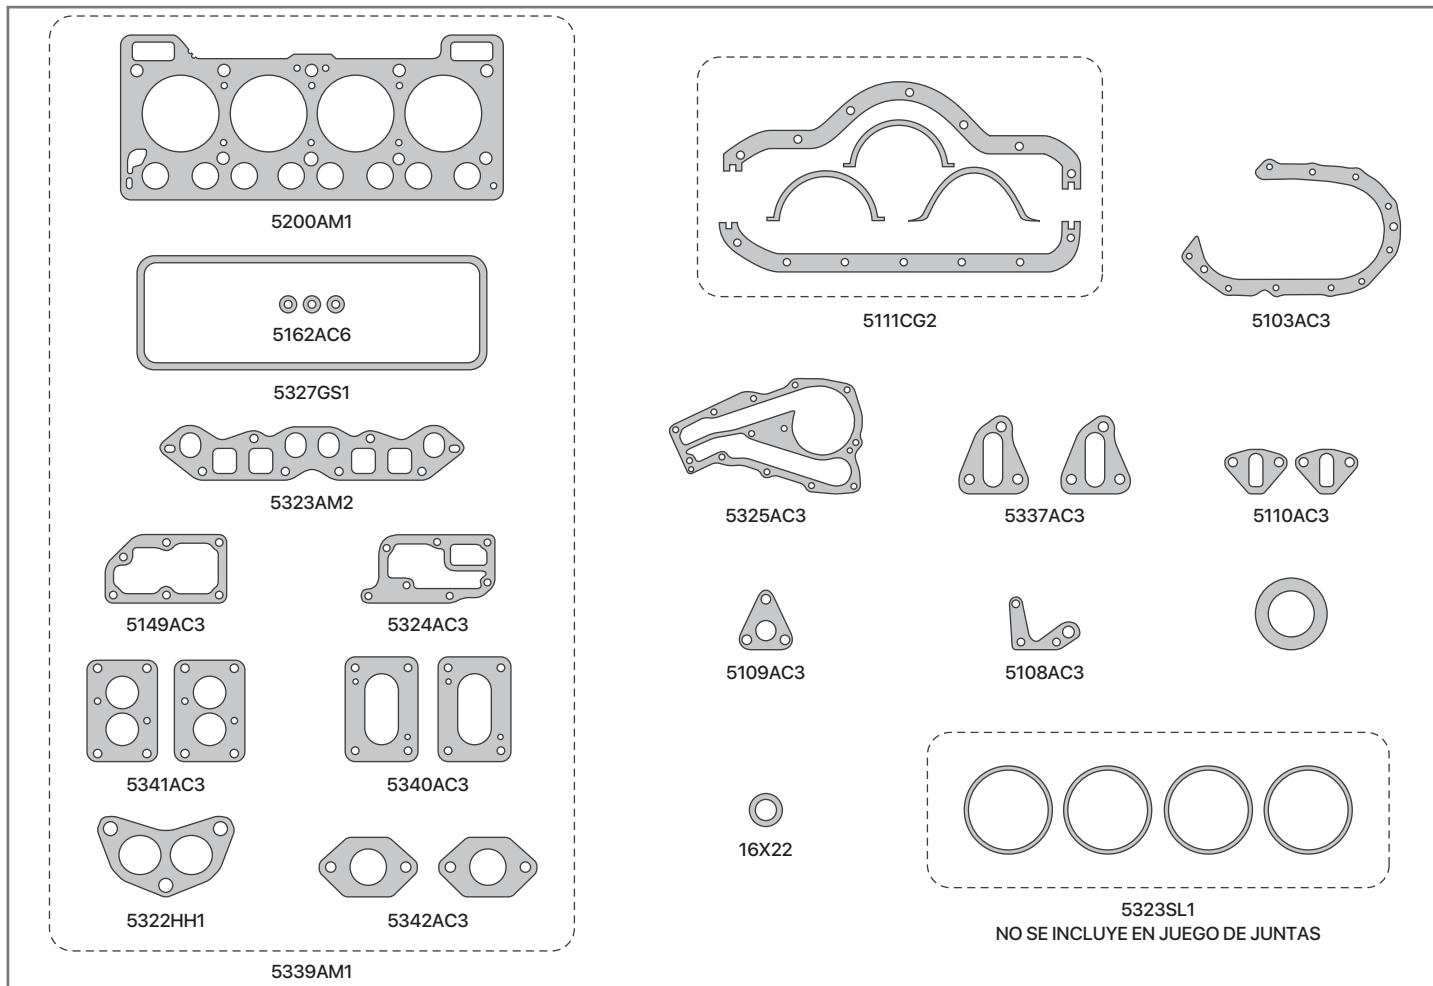 5200AM1
5162AC6
5327GS1
5323AM2
5149AC3
5324AC3
5341AC3
5340AC3
5322HH1
5342AC3
5339AM1
5111CG2
5103AC3
5325AC3
5337AC3
5110AC3
5109AC3
5108AC3
16X22
5323SL1
NO SE INCLUYE EN JUEGO DE JUNTAS